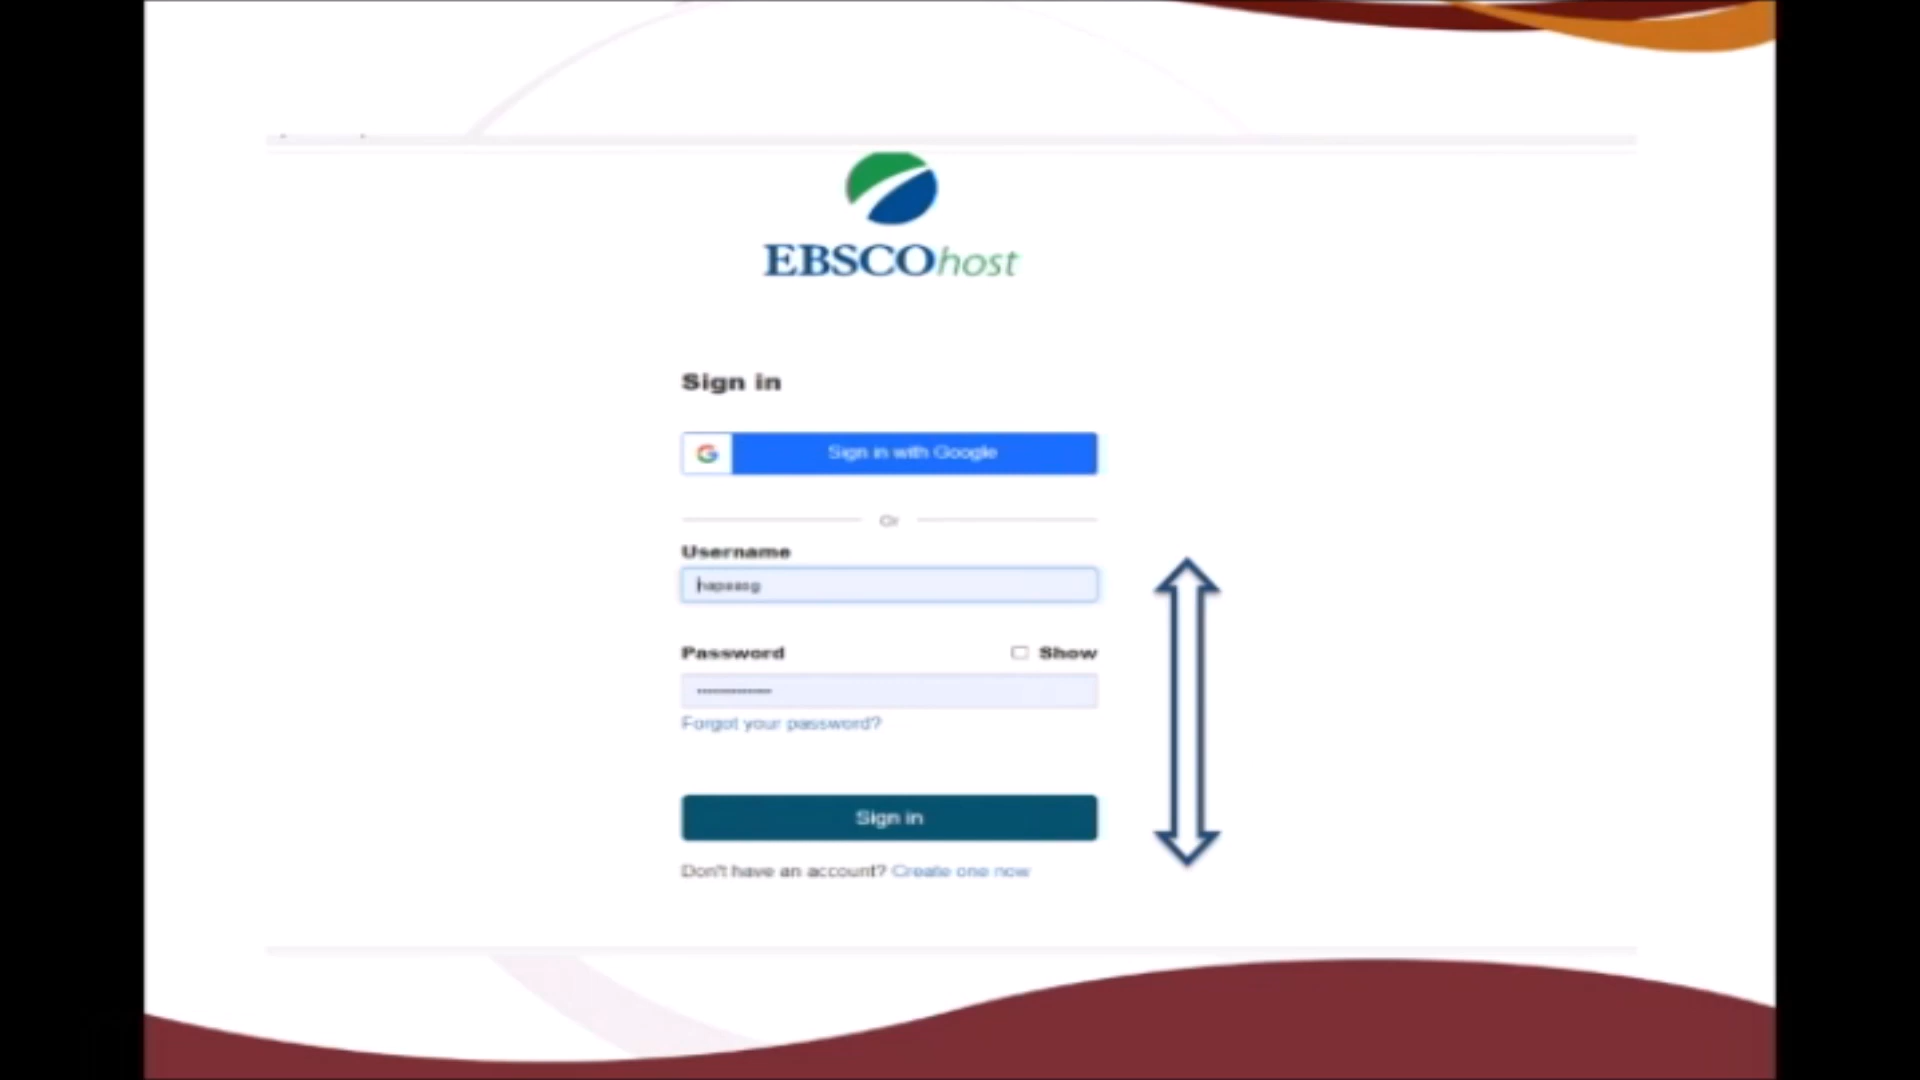 EBSCOhost
Sign in
G Sign in with Google
Or
Username
Password Show
Forgot your password?
Sign in
Don't have an account? Create one now